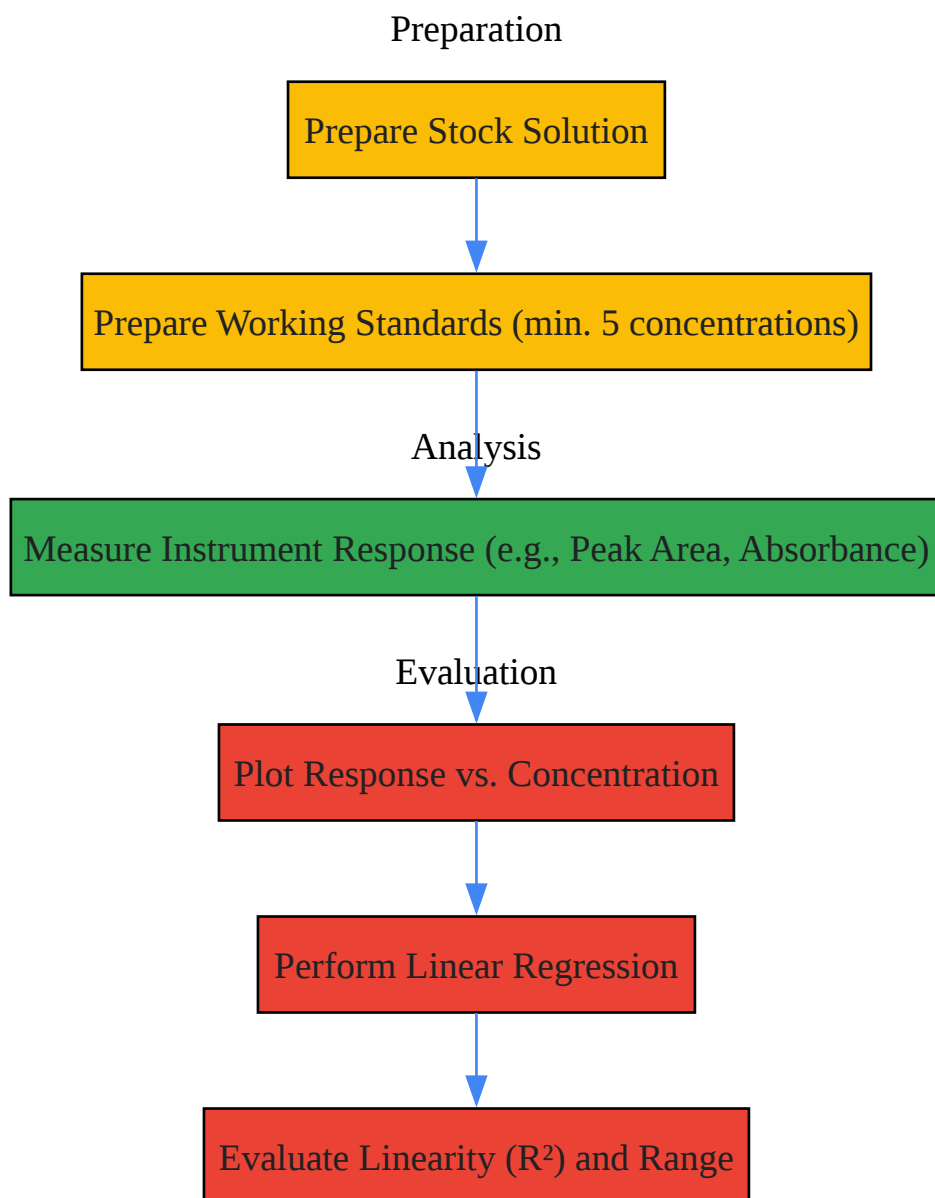 Preparation
Prepare Stock Solution
Prepare Working Standards (min. 5 concentrations)
Analysis
Measure Instrument Response (e.g., Peak Area, Absorbance)
Evaluation
Plot Response vs. Concentration
Perform Linear Regression
Evaluate Linearity (R²) and Range